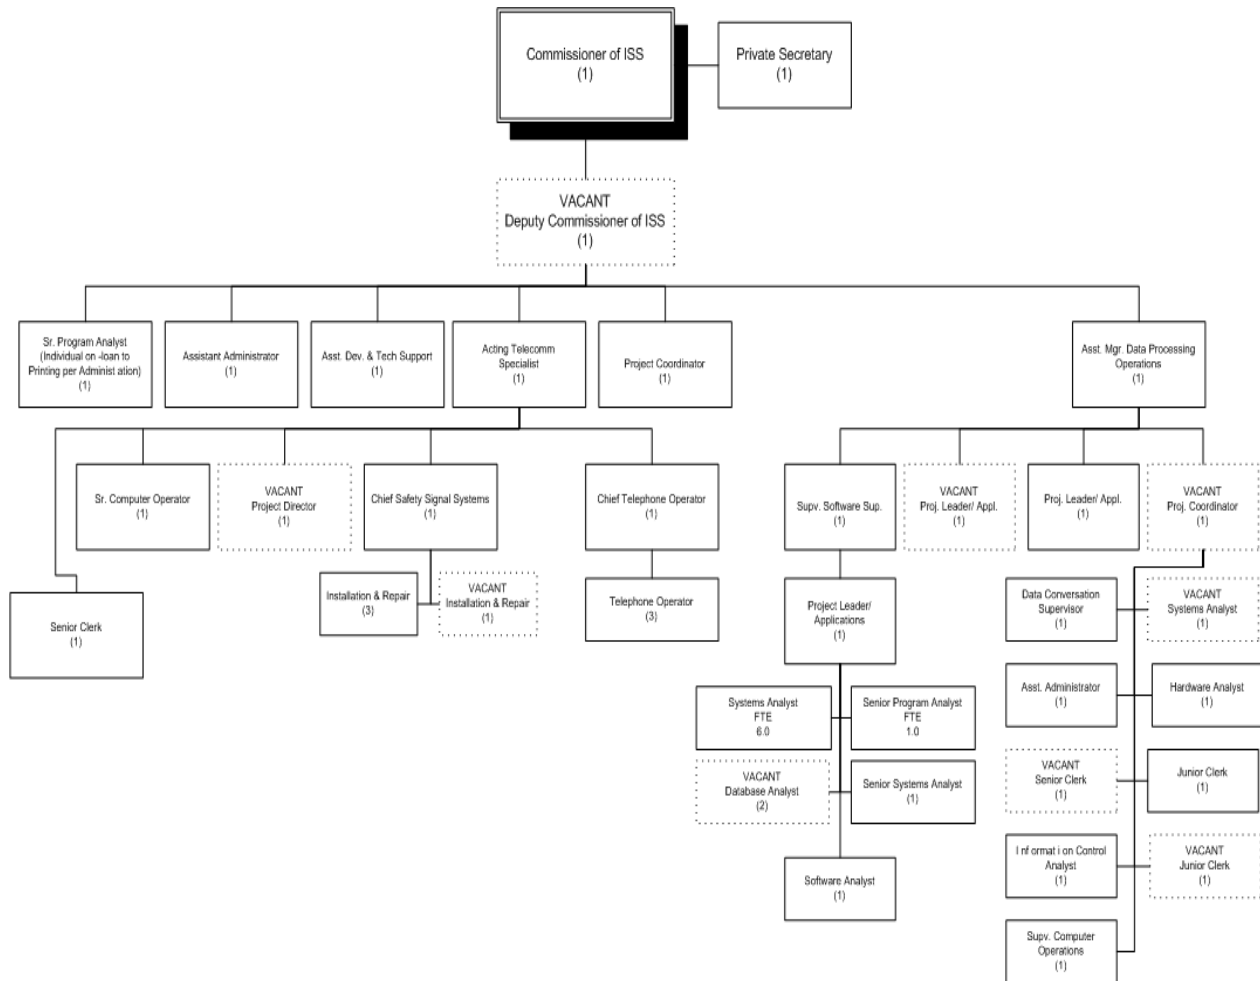 Commissioner of ISS
(1)
Private Secretary
(1)
VACANT
Deputy Commissioner of ISS
(1)
Sr. Program Analyst
(Individual on -loan to
Printing per Administ ation)
(1)
Assistant Administrator
(1)
Asst. Dev. & Tech Support
(1)
Acting Telecomm
Specialist
(1)
Project Coordinator
(1)
Asst. Mgr. Data Processing
Operations
(1)
Sr. Computer Operator
(1)
VACANT
Project Director
(1)
Chief Safety Signal Systems
(1)
Chief Telephone Operator
(1)
Supv. Software Sup.
(1)
VACANT
Proj. Leader/ Appl.
(1)
Proj. Leader/ Appl.
(1)
VACANT
Proj. Coordinator
(1)
Senior Clerk
(1)
Installation & Repair
(3)
VACANT
Installation & Repair
(1)
Telephone Operator
(3)
Project Leader/
Applications
(1)
Data Conversation
Supervisor
(1)
VACANT
Systems Analyst
(1)
Systems Analyst
FTE
6.0
Senior Program Analyst
FTE
1.0
Asst. Administrator
(1)
Hardware Analyst
(1)
VACANT
Database Analyst
(2)
Senior Systems Analyst
(1)
VACANT
Senior Clerk
(1)
Junior Clerk
(1)
Software Analyst
(1)
I nf ormat i on Control
Analyst
(1)
VACANT
Junior Clerk
(1)
Supv. Computer
Operations
(1)